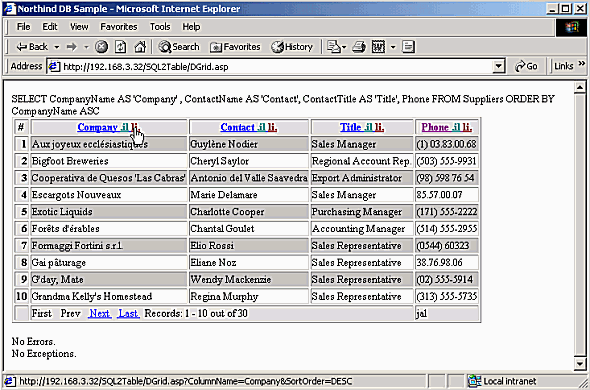 Northind DB Sample - Microsoft Internet Explorer
File Edit View Favorites Tools Help
Back Search Favorites History
Address http://192.168.3.32/SQL2Table/DGrid.asp Go Links »
SELECT CompanyName AS 'Company' , ContactName AS 'Contact', ContactTitle AS 'Title', Phone FROM Suppliers ORDER BY
CompanyName ASC
# Company .il li. Contact .il li. Title .il li. Phone .il li.
1 Aux joyeux ecclésiastiques Guylène Nodier Sales Manager (1) 03.83.00.68
2 Bigfoot Breweries Cheryl Saylor Regional Account Rep. (503) 555-9931
3 Cooperativa de Quesos 'Las Cabras' Antonio del Valle Saavedra Export Administrator (98) 598 76 54
4 Escargots Nouveaux Marie Delamare Sales Manager 85.57.00.07
5 Exotic Liquids Charlotte Cooper Purchasing Manager (171) 555-2222
6 Forêts d'érables Chantal Goulet Accounting Manager (514) 555-2955
7 Formaggi Fortini s.r.l. Elio Rossi Sales Representative (0544) 60323
8 Gai pâturage Eliane Noz Sales Representative 38.76.98.06
9 G'day, Mate Wendy Mackenzie Sales Representative (02) 555-5914
10 Grandma Kelly's Homestead Regina Murphy Sales Representative (313) 555-5735
First Prev Next Last Records: 1 - 10 out of 30 jal
No Errors.
No Exceptions.
http://192.168.3.32/SQL2Table/DGrid.asp?ColumnName=Company&SortOrder=DESC Local intranet